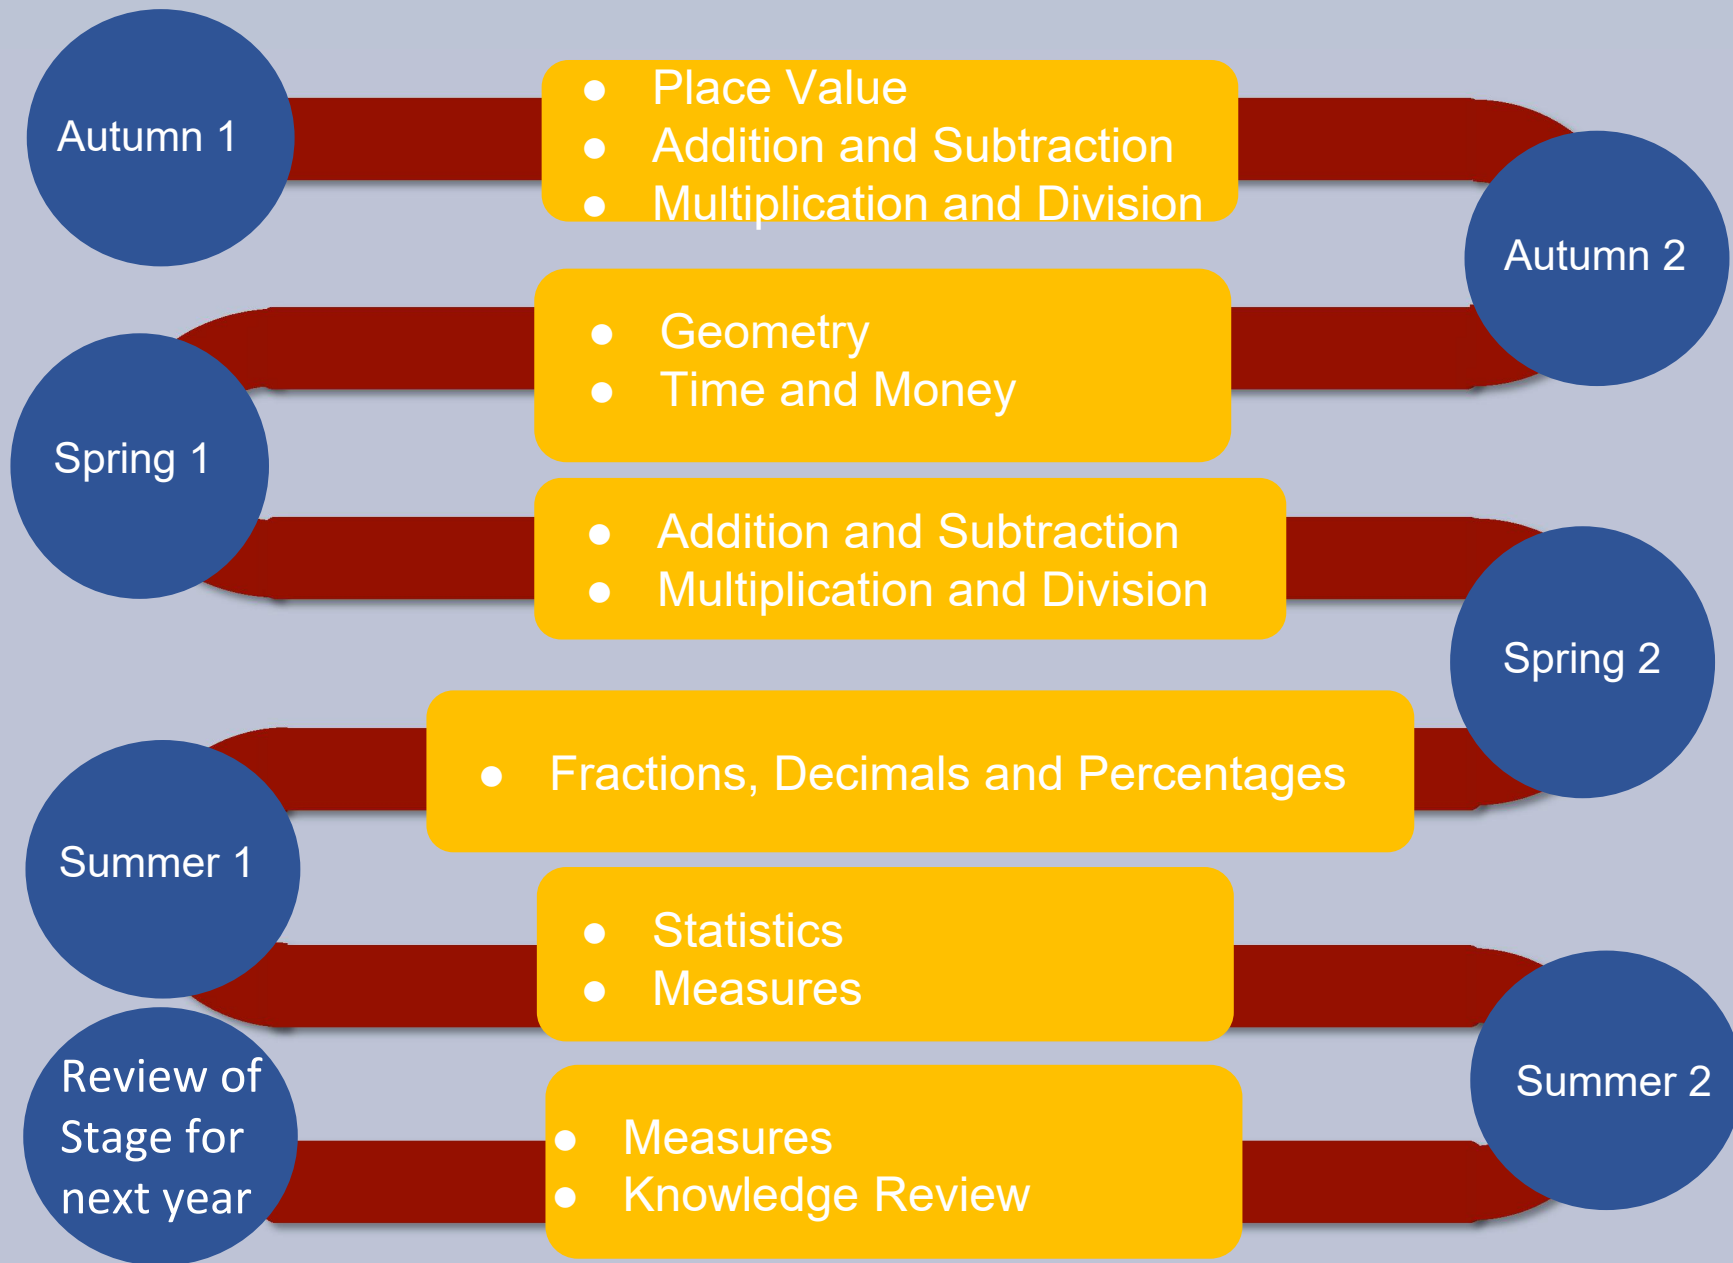 Autumn 1
● Place Value
● Addition and Subtraction
● Multiplication and Division
Autumn 2
● Geometry
● Time and Money
Spring 1
● Addition and Subtraction
● Multiplication and Division
Spring 2
● Fractions, Decimals and Percentages
Summer 1
● Statistics
● Measures
Summer 2
● Measures
● Knowledge Review
Review of
Stage for
next year